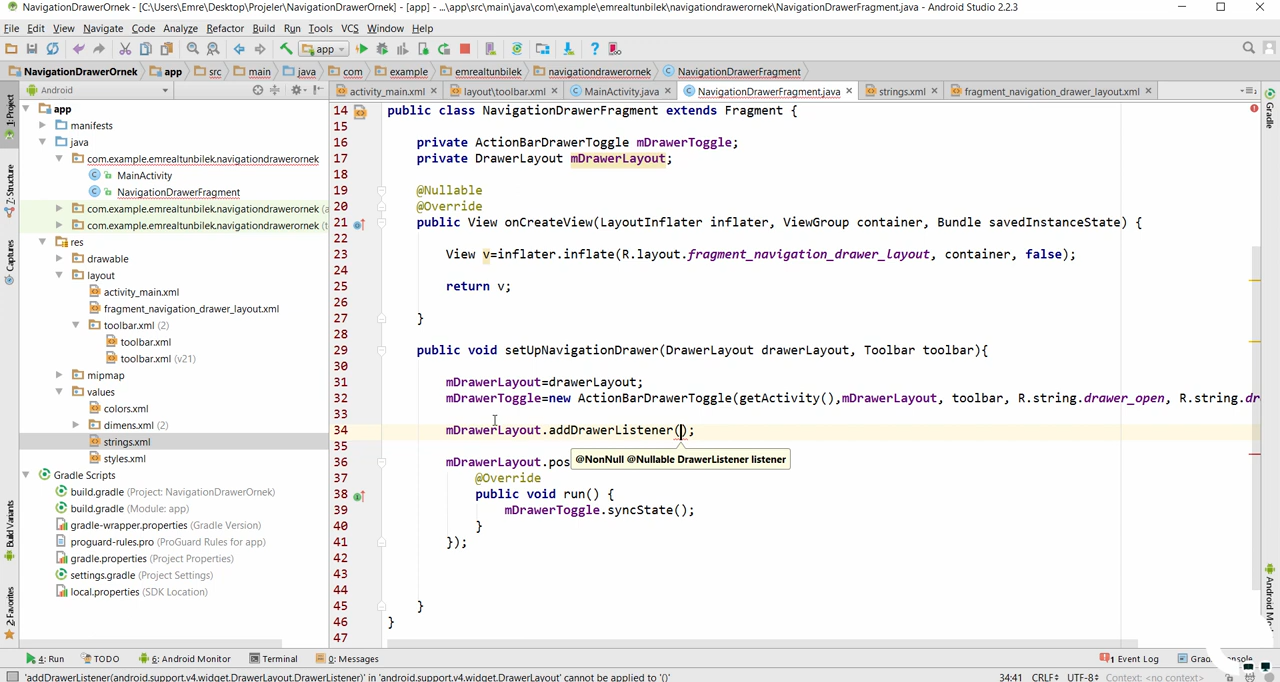 NavigationDrawerOrnek - [C:\Users\Emre\Desktop\Projeler\NavigationDrawerOrnek] - [app] - ...\app\src\main\java\com\example\emrealtunbilek\navigationdrawerornek\NavigationDrawerFragment.java - Android Studio 2.2.3
File Edit View Navigate Code Analyze Refactor Build Run Tools VCS Window Help
app
NavigationDrawerOrnek app src main java com example emrealtunbilek navigationdrawerornek NavigationDrawerFragment
Android
activity_main.xml layout\toolbar.xml MainActivity.java NavigationDrawerFragment.java strings.xml fragment_navigation_drawer_layout.xml
1: Project
Z: Structure
Captures
Build Variants
2: Favorites
app
manifests
java
com.example.emrealtunbilek.navigationdrawerornek
MainActivity
NavigationDrawerFragment
com.example.emrealtunbilek.navigationdrawerornek (a
com.example.emrealtunbilek.navigationdrawerornek (t
res
drawable
layout
activity_main.xml
fragment_navigation_drawer_layout.xml
toolbar.xml (2)
toolbar.xml
toolbar.xml (v21)
mipmap
values
colors.xml
dimens.xml (2)
strings.xml
styles.xml
Gradle Scripts
build.gradle (Project: NavigationDrawerOrnek)
build.gradle (Module: app)
gradle-wrapper.properties (Gradle Version)
proguard-rules.pro (ProGuard Rules for app)
gradle.properties (Project Properties)
settings.gradle (Project Settings)
local.properties (SDK Location)
14 public class NavigationDrawerFragment extends Fragment {
15
16 private ActionBarDrawerToggle mDrawerToggle;
17 private DrawerLayout mDrawerLayout;
18
19 @Nullable
20 @Override
21 public View onCreateView(LayoutInflater inflater, ViewGroup container, Bundle savedInstanceState) {
22
23 View v=inflater.inflate(R.layout.fragment_navigation_drawer_layout, container, false);
24
25 return v;
26
27 }
28
29 public void setUpNavigationDrawer(DrawerLayout drawerLayout, Toolbar toolbar){
30
31 mDrawerLayout=drawerLayout;
32 mDrawerToggle=new ActionBarDrawerToggle(getActivity(),mDrawerLayout, toolbar, R.string.drawer_open, R.string.dr
33
34 mDrawerLayout.addDrawerListener();
35
@NonNull @Nullable DrawerListener listener
36 mDrawerLayout.pos
37 @Override
38 public void run() {
39 mDrawerToggle.syncState();
40 }
41 });
42
43
44
45 }
46 }
47
Gradle
4: Run TODO 6: Android Monitor Terminal 0: Messages 1 Event Log
'addDrawerListener(android.support.v4.widget.DrawerLayout.DrawerListener)' in 'android.support.v4.widget.DrawerLayout' cannot be applied to '()' 34:41 CRLF UTF-8 Context: <no context>